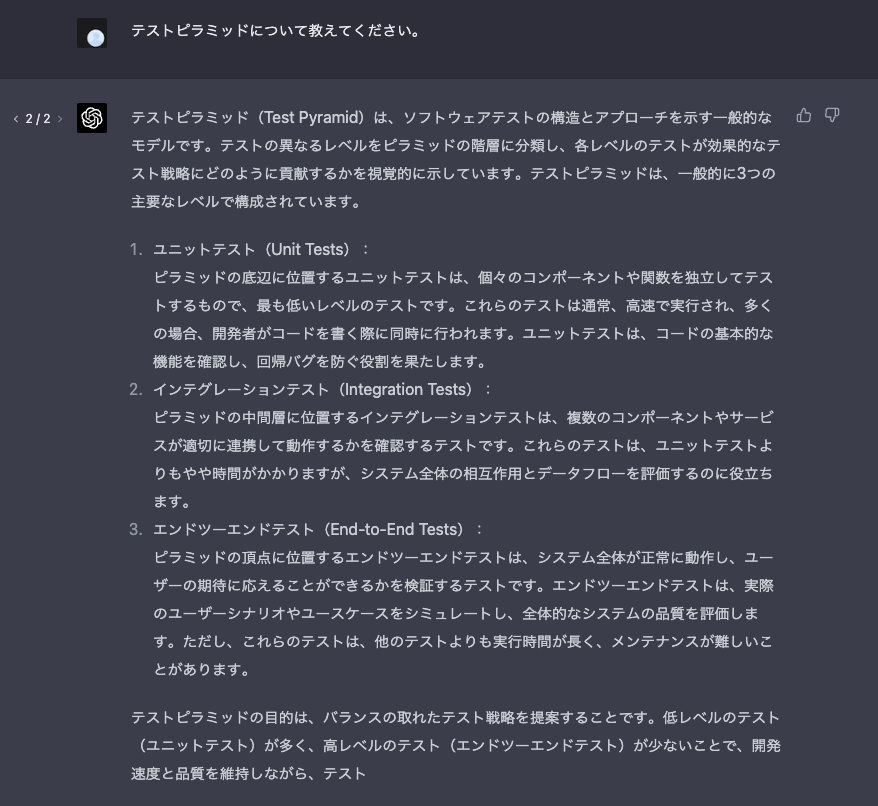 テストピラミッドについて教えてください。
2 / 2
テストピラミッド（Test Pyramid）は、ソフトウェアテストの構造とアプローチを示す一般的な
モデルです。テストの異なるレベルをピラミッドの階層に分類し、各レベルのテストが効果的なテ
スト戦略にどのように貢献するかを視覚的に示しています。テストピラミッドは、一般的に3つの
主要なレベルで構成されています。
1. ユニットテスト（Unit Tests）：
ピラミッドの底辺に位置するユニットテストは、個々のコンポーネントや関数を独立してテス
トするもので、最も低いレベルのテストです。これらのテストは通常、高速で実行され、多く
の場合、開発者がコードを書く際に同時に行われます。ユニットテストは、コードの基本的な
機能を確認し、回帰バグを防ぐ役割を果たします。
2. インテグレーションテスト（Integration Tests）：
ピラミッドの中間層に位置するインテグレーションテストは、複数のコンポーネントやサービ
スが適切に連携して動作するかを確認するテストです。これらのテストは、ユニットテストよ
りもやや時間がかかりますが、システム全体の相互作用とデータフローを評価するのに役立ち
ます。
3. エンドツーエンドテスト（End-to-End Tests）：
ピラミッドの頂点に位置するエンドツーエンドテストは、システム全体が正常に動作し、ユー
ザーの期待に応えることができるかを検証するテストです。エンドツーエンドテストは、実際
のユーザーシナリオやユースケースをシミュレートし、全体的なシステムの品質を評価しま
す。ただし、これらのテストは、他のテストよりも実行時間が長く、メンテナンスが難しいこ
とがあります。
テストピラミッドの目的は、バランスの取れたテスト戦略を提案することです。低レベルのテスト
（ユニットテスト）が多く、高レベルのテスト（エンドツーエンドテスト）が少ないことで、開発
速度と品質を維持しながら、テスト